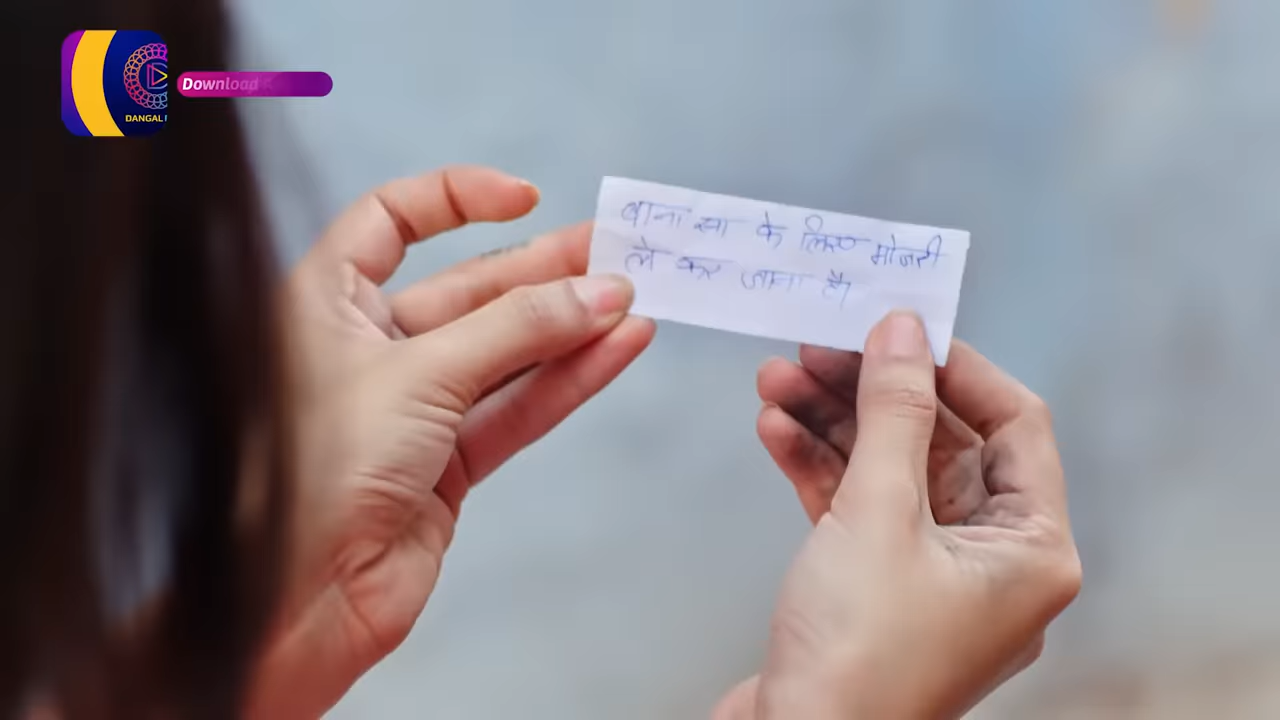 DANGAL
Download
बाना सा के लिए मोजरी
ले कर जाना है।